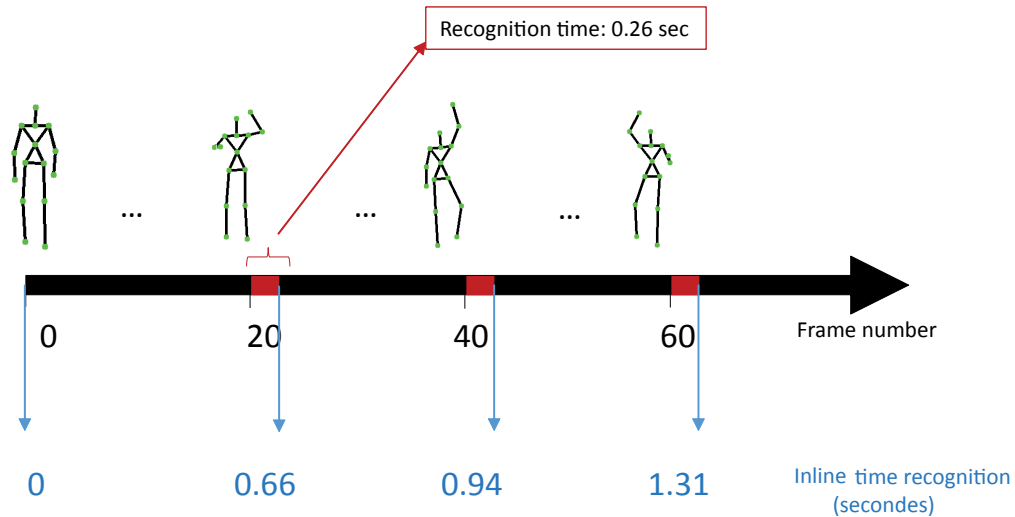 Recognition time: 0.26 sec
... ... ...
0 20 40 60 Frame number
0 0.66 0.94 1.31 Inline time recognition
(secondes)